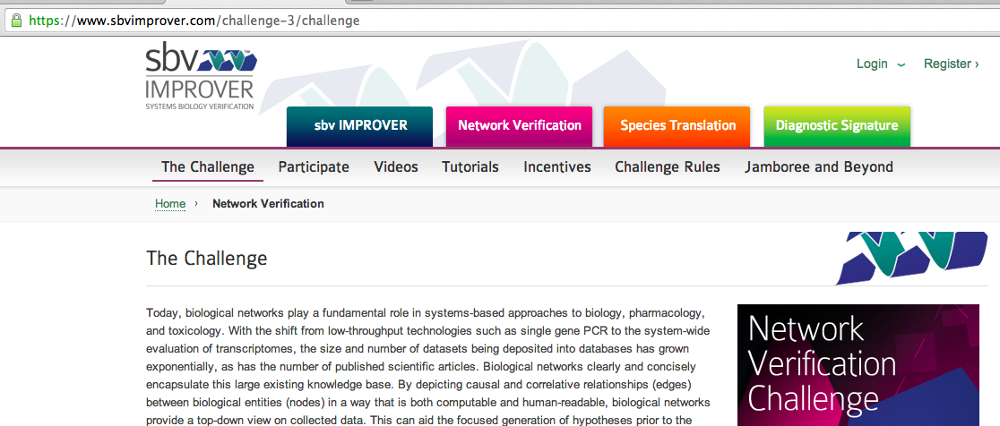 https://www.sbvimprover.com/challenge-3/challenge
sbv™
IMPROVER
SYSTEMS BIOLOGY VERIFICATION
Login Register ›
sbv IMPROVER Network Verification Species Translation Diagnostic Signature
The Challenge Participate Videos Tutorials Incentives Challenge Rules Jamboree and Beyond
Home › Network Verification
The Challenge
Today, biological networks play a fundamental role in systems-based approaches to biology, pharmacology,
and toxicology. With the shift from low-throughput technologies such as single gene PCR to the system-wide
evaluation of transcriptomes, the size and number of datasets being deposited into databases has grown
exponentially, as has the number of published scientific articles. Biological networks clearly and concisely
encapsulate this large existing knowledge base. By depicting causal and correlative relationships (edges)
between biological entities (nodes) in a way that is both computable and human-readable, biological networks
provide a top-down view on collected data. This can aid the focused generation of hypotheses prior to the
Network
Verification
Challenge